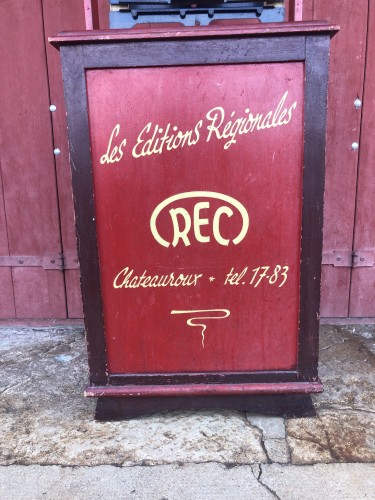 Les Editions Régionales
REC
Chateauroux * tel. 17-83